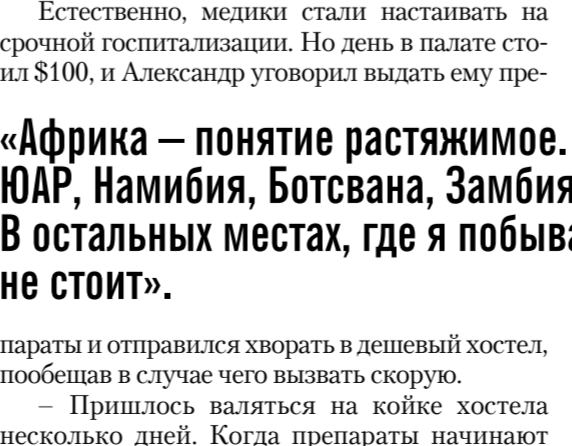 Естественно, медики стали настаивать на
срочной госпитализации. Но день в палате сто-
ил $100, и Александр уговорил выдать ему пре-
«Африка – понятие растяжимое.
ЮАР, Намибия, Ботсвана, Замбия
В остальных местах, где я побыва
не стоит».
параты и отправился хворать в дешевый хостел,
пообещав в случае чего вызвать скорую.
– Пришлось валяться на койке хостела
несколько дней. Когда препараты начинают